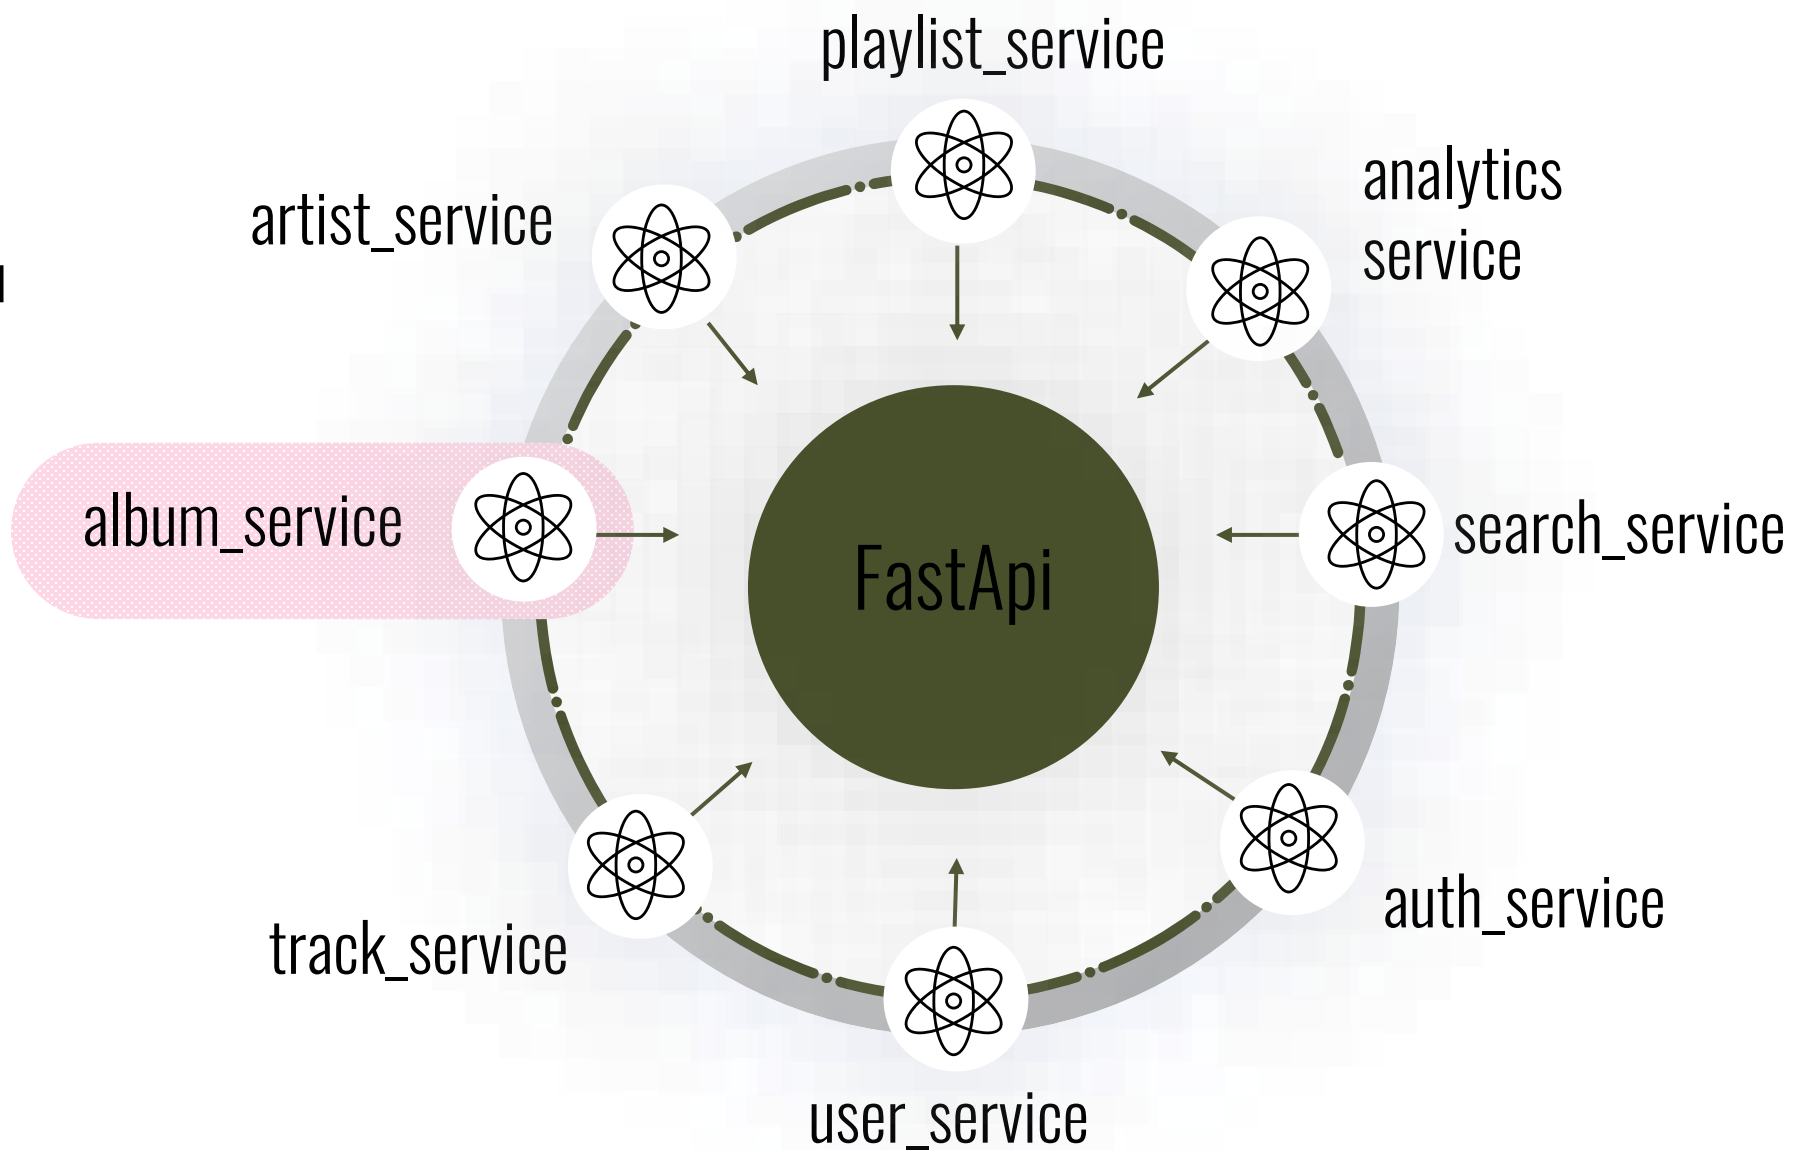 playlist_service
analytics
service
artist_service
album_service
FastApi
search_service
auth_service
track_service
user_service